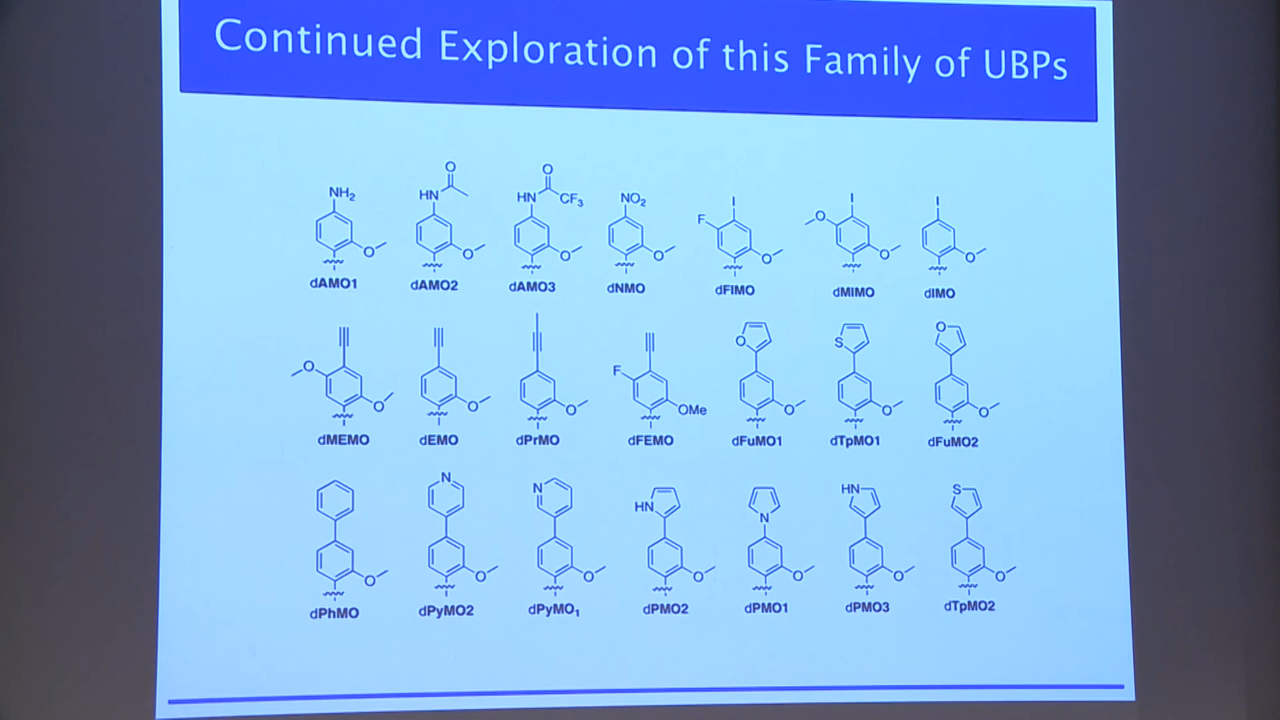 Continued Exploration of this Family of UBPs
NH2 O HN O HN CF3 NO2 I F I O I
O O O O O O O
dAMO1 dAMO2 dAMO3 dNMO dFIMO dMIMO dIMO
O F O S O
O O O OMe O O O
dMEMO dEMO dPrMO dFEMO dFuMO1 dTpMO1 dFuMO2
N N HN N HN S
O O O O O O O
dPhMO dPyMO2 dPyMO1 dPMO2 dPMO1 dPMO3 dTpMO2